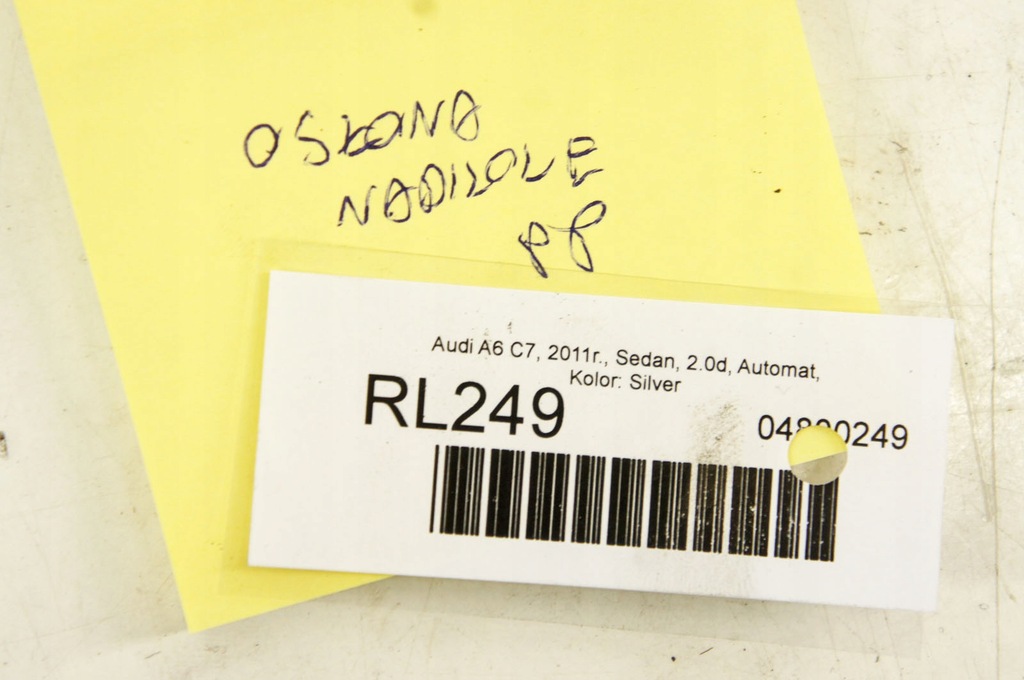 OSŁONA
NADKOLE
PP
Audi A6 C7, 2011r., Sedan, 2.0d, Automat,
Kolor: Silver
RL249